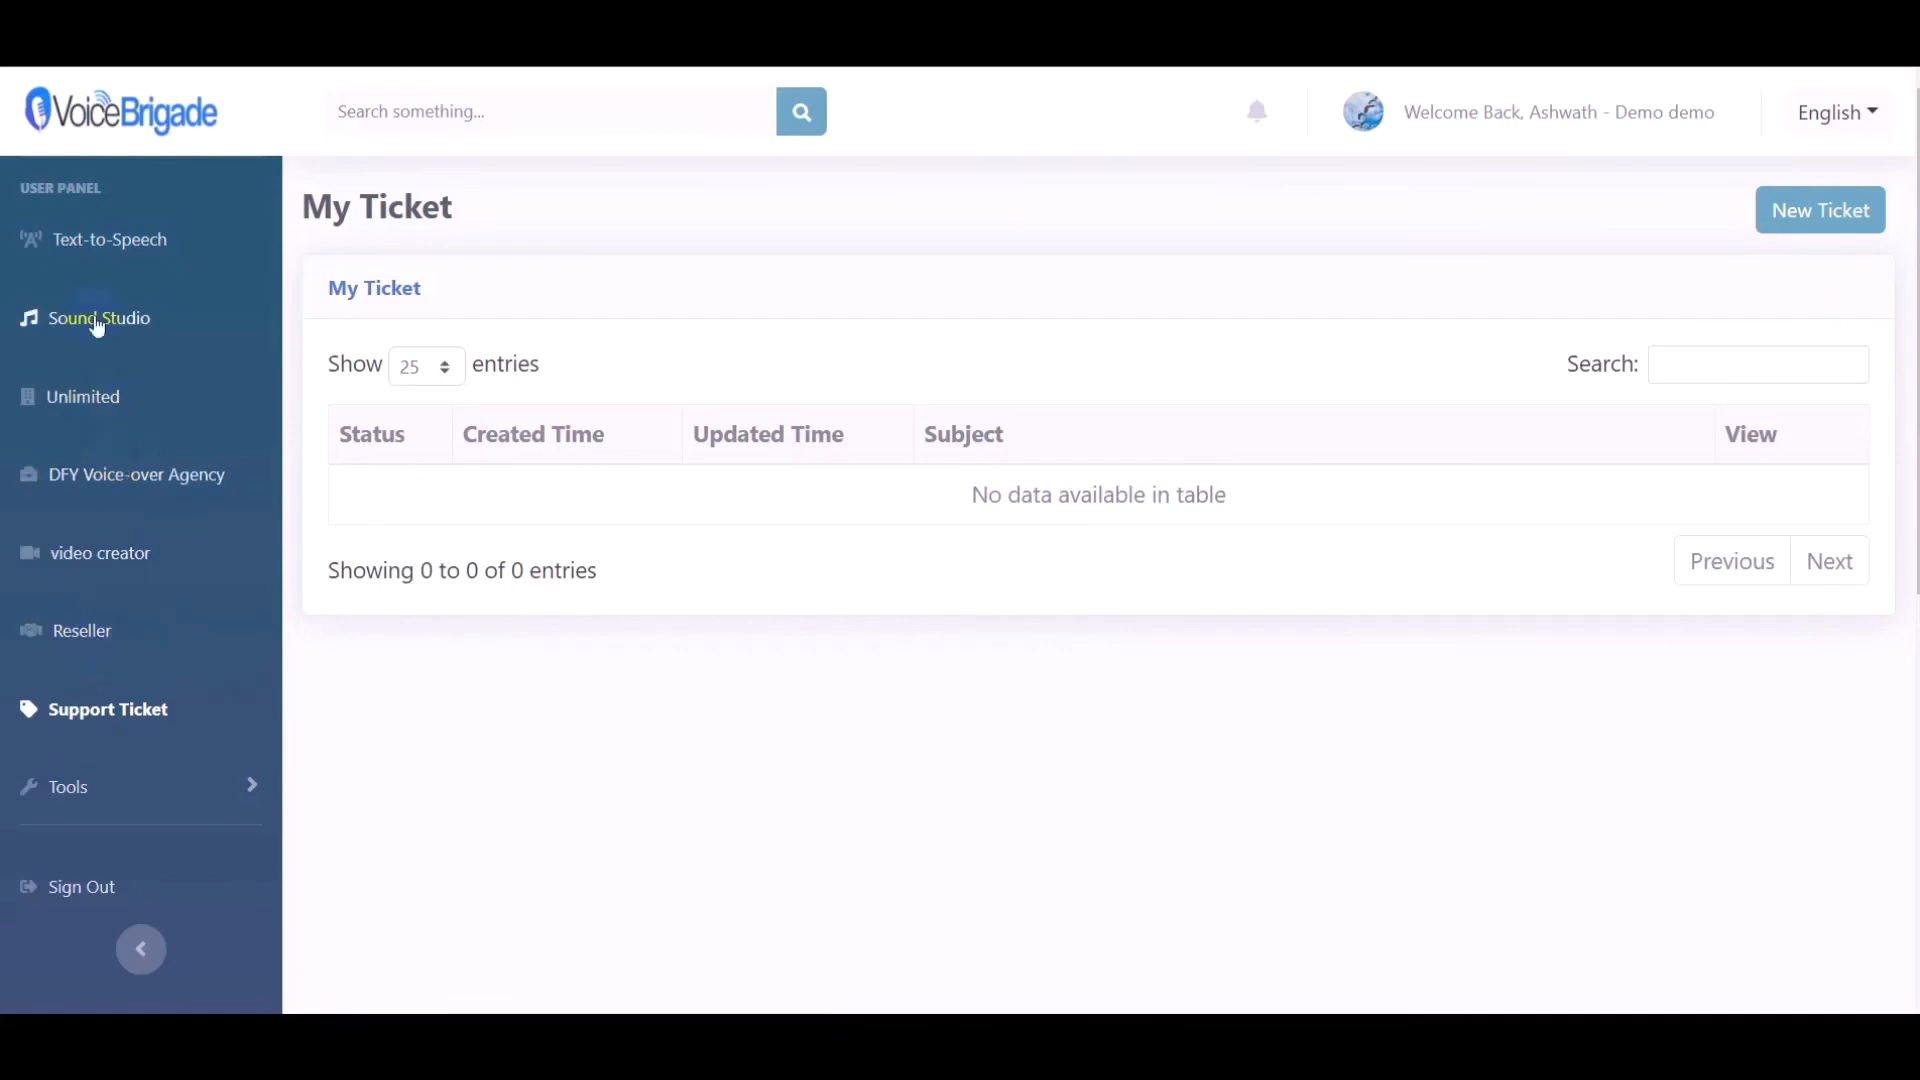 VoiceBrigade
Search something...
Welcome Back, Ashwath - Demo demo
English
USER PANEL
Text-to-Speech
Sound Studio
Unlimited
DFY Voice-over Agency
video creator
Reseller
Support Ticket
Tools
Sign Out
My Ticket
New Ticket
My Ticket
Show 25 entries
Search:
Status Created Time Updated Time Subject View
No data available in table
Showing 0 to 0 of 0 entries
Previous Next